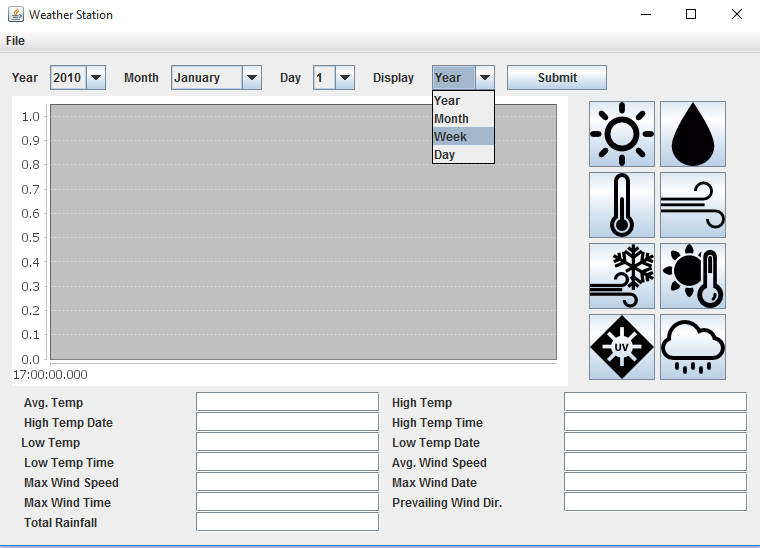 Weather Station
File
Year 2010 Month January Day 1 Display Year Submit
Year
Month
Week
Day
1.0
0.9
0.8
0.7
0.6
0.5
0.4
0.3
0.2
0.1
0.0
17:00:00.000
UV
Avg. Temp High Temp
High Temp Date High Temp Time
Low Temp Low Temp Date
Low Temp Time Avg. Wind Speed
Max Wind Speed Max Wind Date
Max Wind Time Prevailing Wind Dir.
Total Rainfall